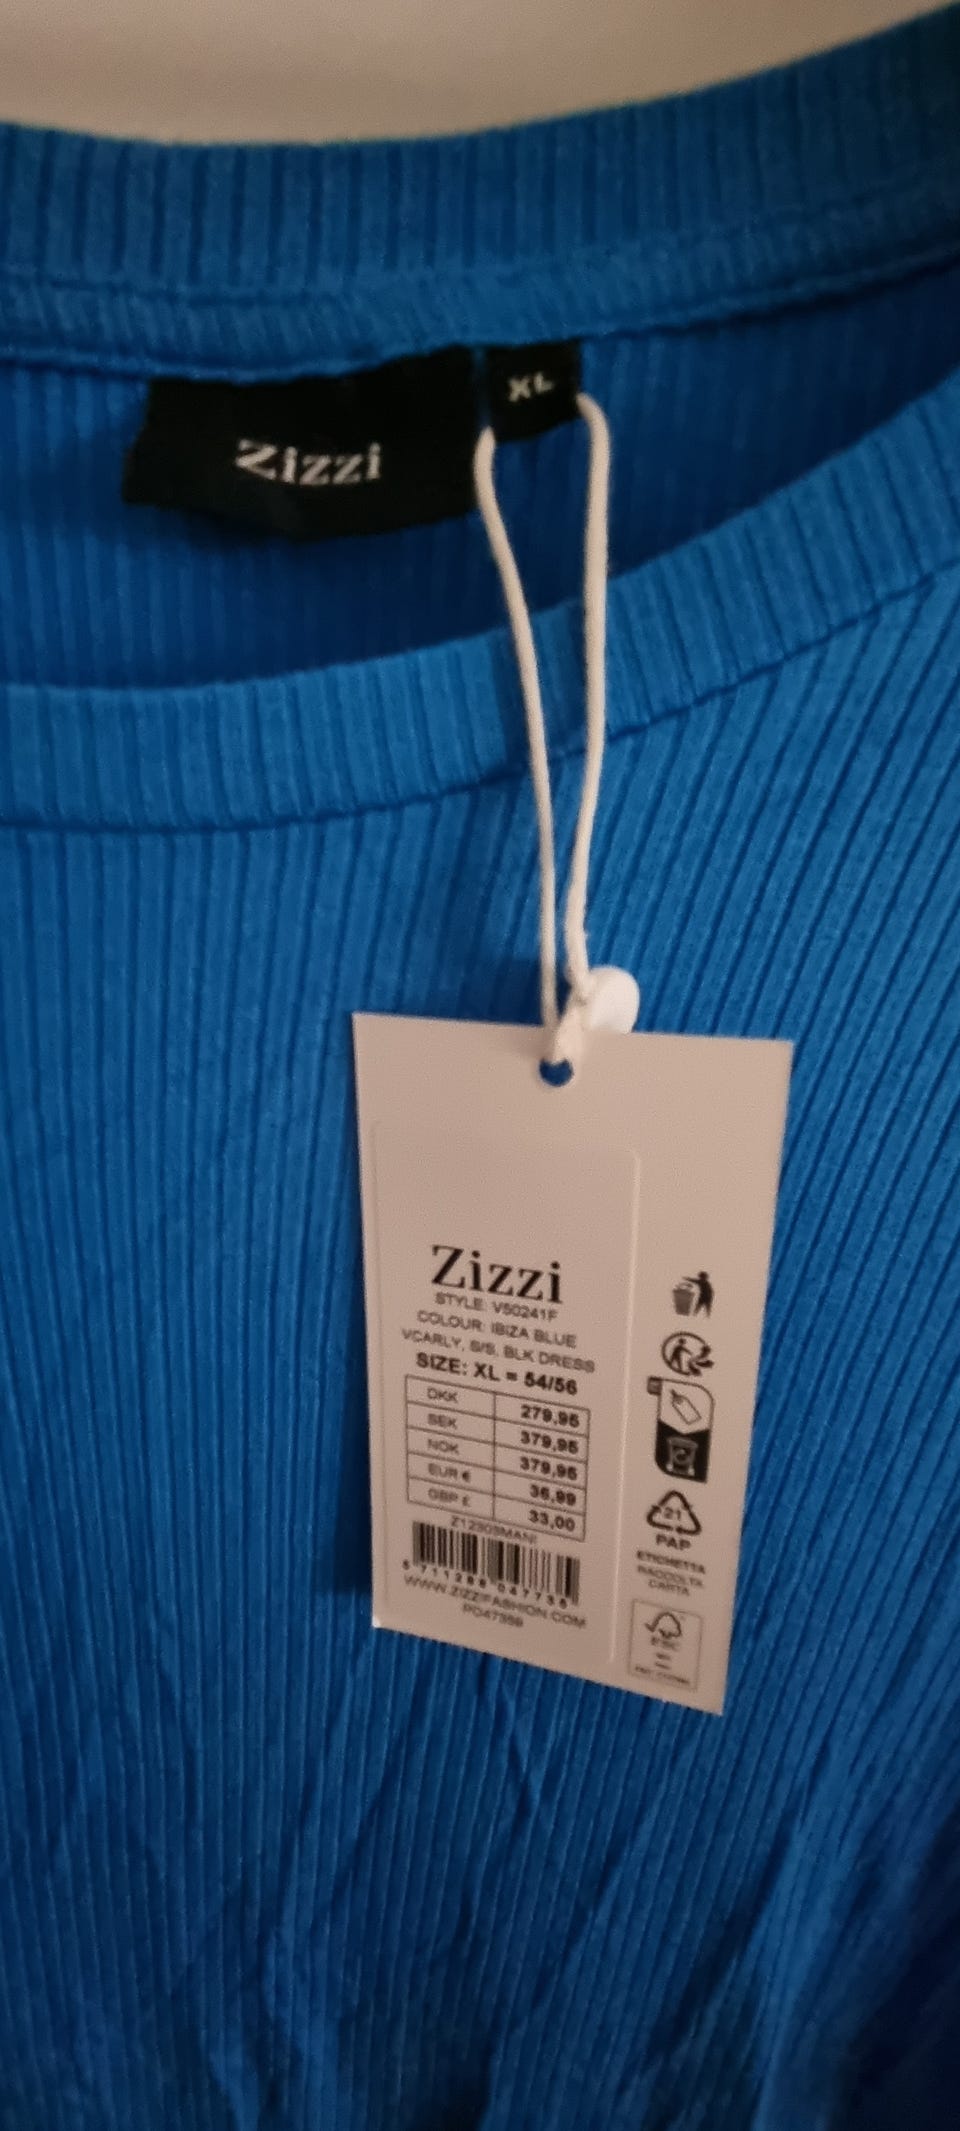 Zizzi
XL
Zizzi
STYLE: V50241F
COLOUR: IBIZA BLUE
VCARLY, S/S, BLK DRESS
SIZE: XL = 54/56
DKK 279,95
SEK 379,95
NOK 379,95
EUR € 36,99
GBP £ 33,00
WWW.ZIZZIFASHION.COM
21
PAP
ETICHETTA
RACCOLTA
CARTA
FSC